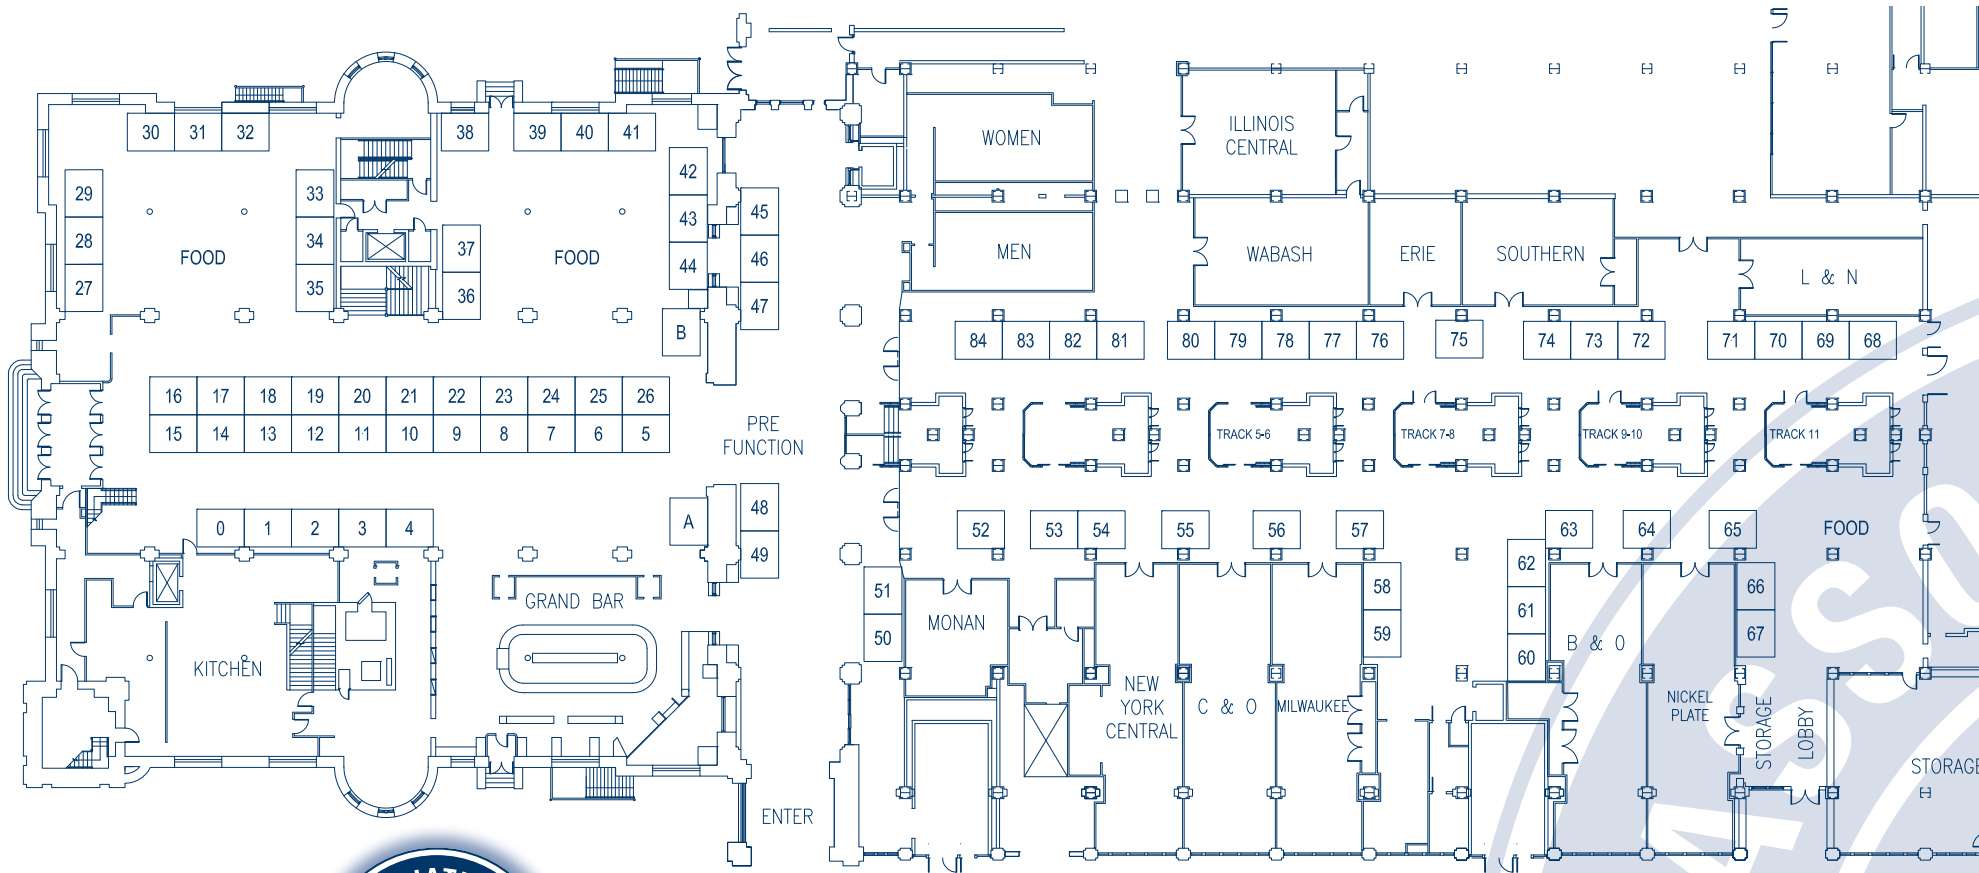 30 31 32
38
39 40 41
29
28
27
33
34
35
37
36
42
43
44
45
46
47
B
FOOD
FOOD
16 17 18 19 20 21 22 23 24 25 26
15 14 13 12 11 10 9 8 7 6 5
PRE
FUNCTION
0 1 2 3 4
A
48
49
GRAND BAR
KITCHEN
ENTER
WOMEN
MEN
ILLINOIS
CENTRAL
WABASH
ERIE
SOUTHERN
L & N
84 83 82 81
80 79 78 77 76
75
74 73 72
71 70 69 68
TRACK 5-6
TRACK 7-8
TRACK 9-10
TRACK 11
52
53 54
55
56
57
63
64
65
FOOD
51
50
58
59
62
61
60
66
67
MONAN
NEW
YORK
CENTRAL
C & O
MILWAUKEE
B & O
NICKEL
PLATE
STORAGE
LOBBY
STORAGE
ASSO